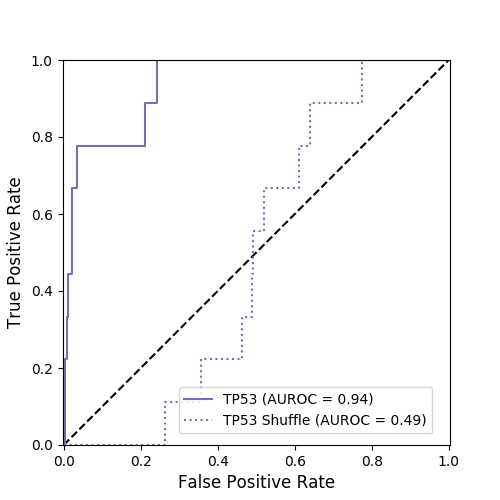 1.0
0.8
0.6
0.4
0.2
0.0
True Positive Rate
TP53 (AUROC = 0.94)
TP53 Shuffle (AUROC = 0.49)
0.0 0.2 0.4 0.6 0.8 1.0
False Positive Rate